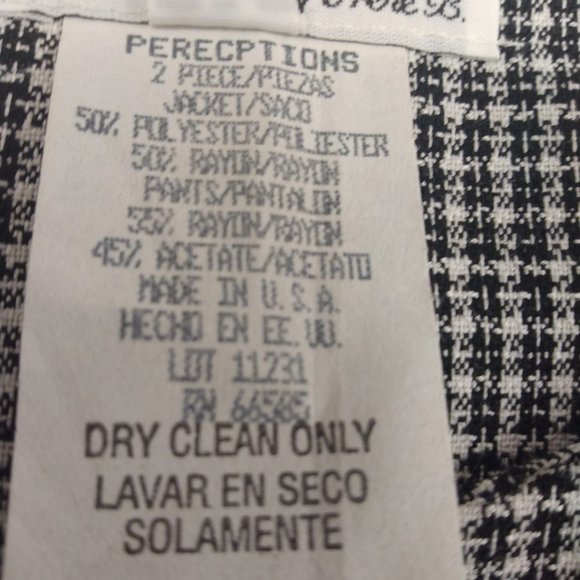 PERECPTIONS
2 PIECE/PIEZAS
JACKET/SACO
50% POLYESTER/POLIESTER
50% RAYON/RAYON
PANTS/PANTALON
55% RAYON/RAYON
45% ACETATE/ACETATO
MADE IN U.S.A.
HECHO EN EE. UU.
LOT 11231
RN 66585
DRY CLEAN ONLY
LAVAR EN SECO
SOLAMENTE